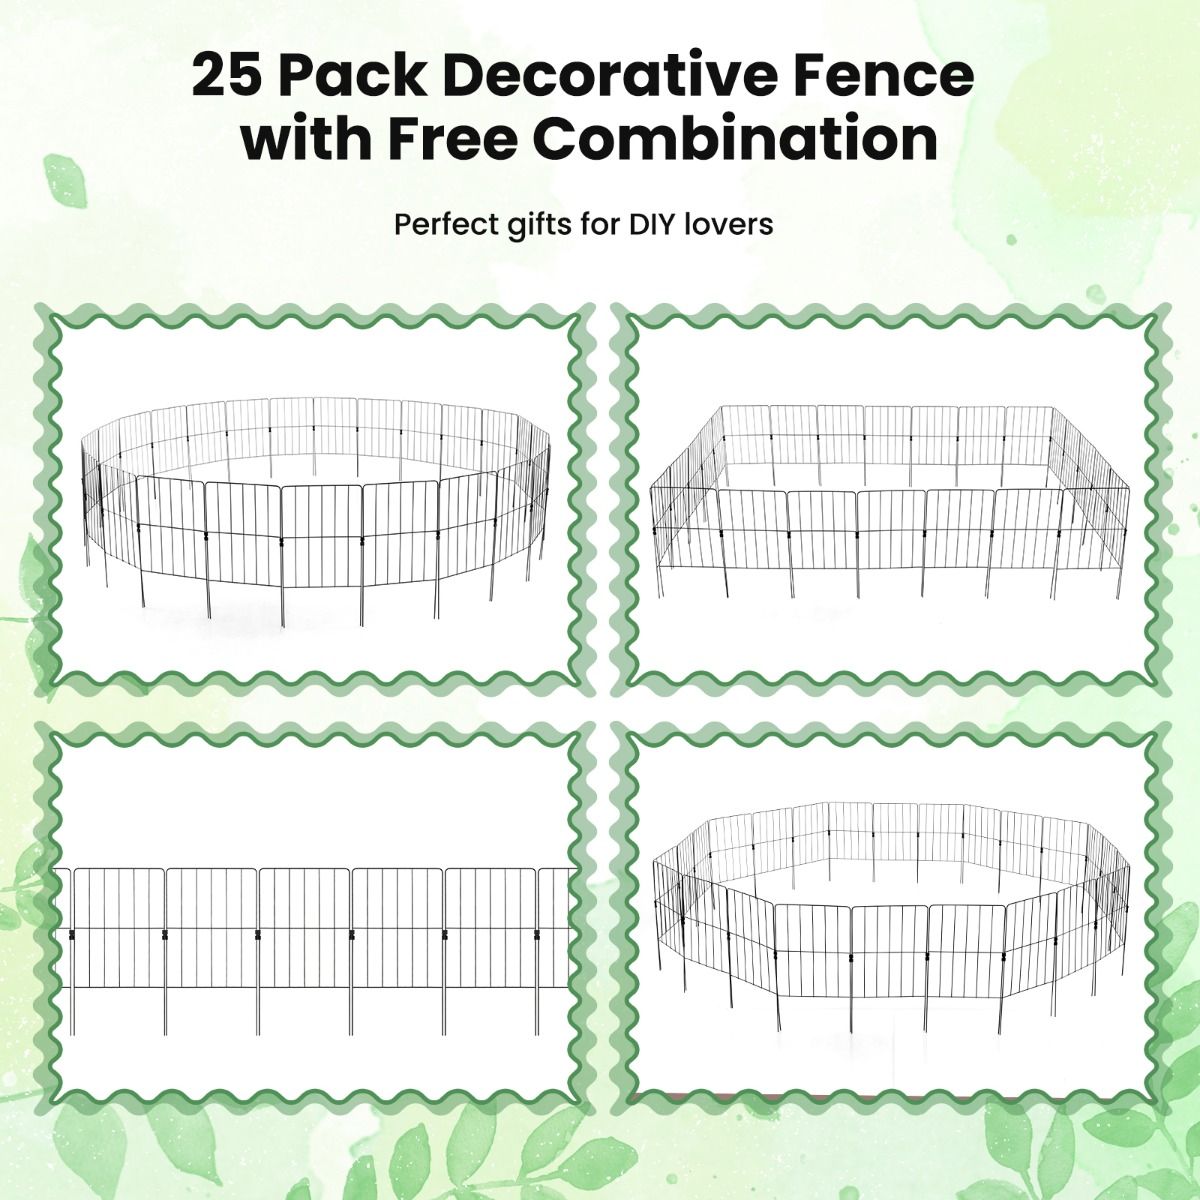 25 Pack Decorative Fence
with Free Combination
Perfect gifts for DIY lovers